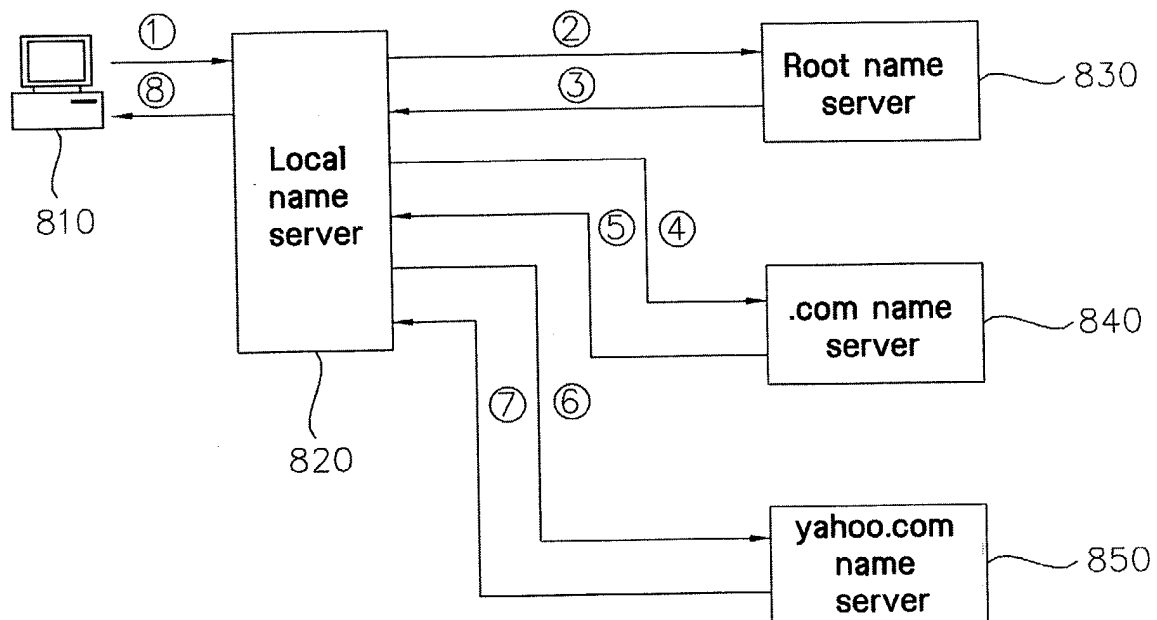 ①
②
⑧
③
Root name
server
830
Local
name
server
810
⑤
④
.com name
server
840
⑦
⑥
820
yahoo.com
name
server
850